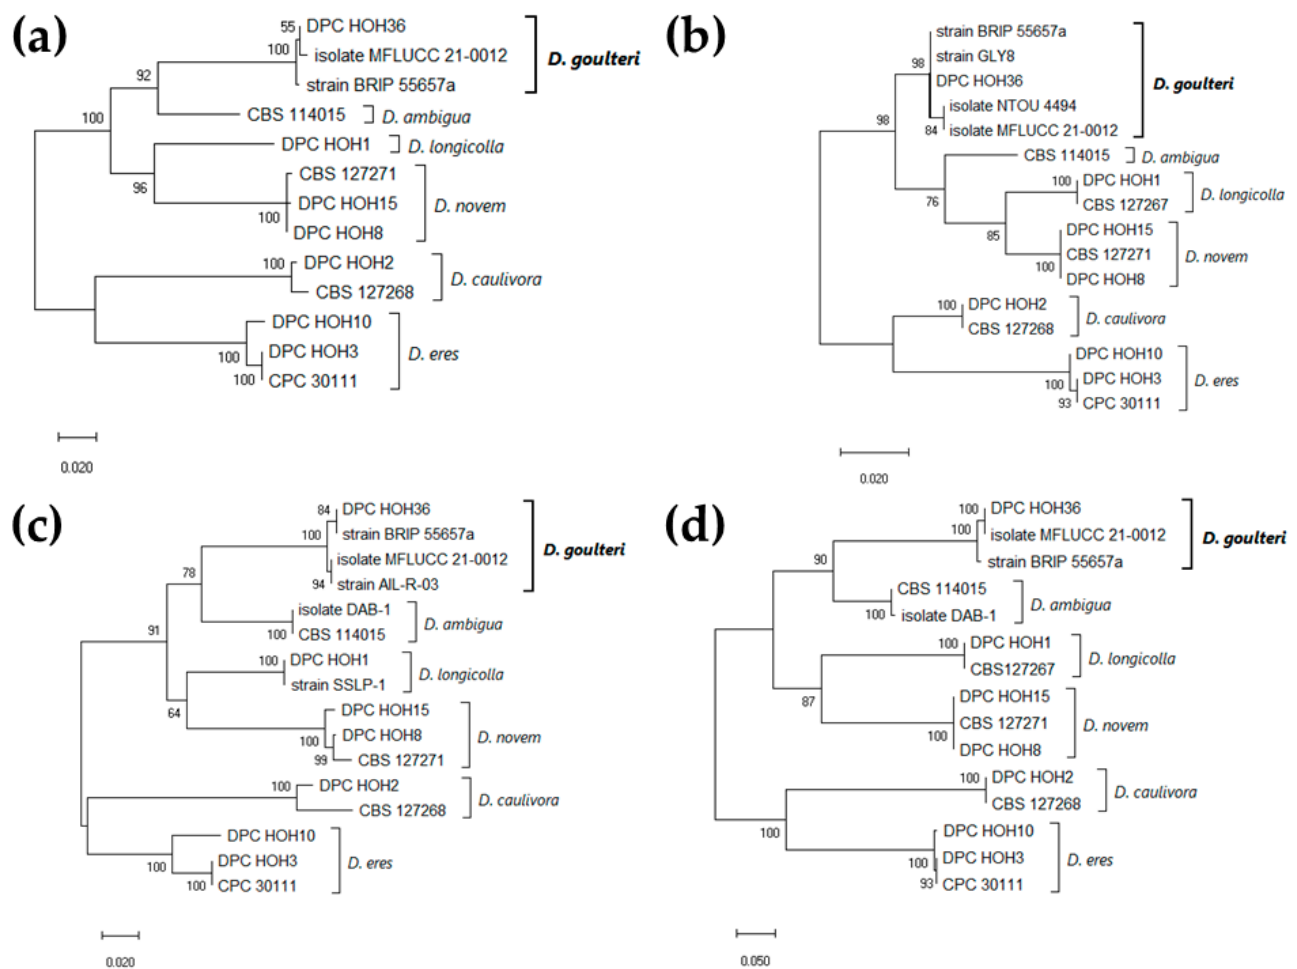 (a)
55
DPC HOH36
100
isolate MFLUCC 21-0012
D. goulteri
strain BRIP 55657a
92
CBS 114015
D. ambigua
100
DPC HOH1
D. longicolla
96
CBS 127271
DPC HOH15
D. novem
100
DPC HOH8
100
DPC HOH2
D. caulivora
CBS 127268
DPC HOH10
100
DPC HOH3
D. eres
100
CPC 30111
0.020
(b)
strain BRIP 55657a
98
strain GLY8
DPC HOH36
D. goulteri
isolate NTOU 4494
98
84
isolate MFLUCC 21-0012
CBS 114015
D. ambigua
100
DPC HOH1
D. longicolla
76
CBS 127267
85
DPC HOH15
CBS 127271
D. novem
100
DPC HOH8
100
DPC HOH2
D. caulivora
CBS 127268
DPC HOH10
100
DPC HOH3
D. eres
93
CPC 30111
0.020
(c)
84
DPC HOH36
100
strain BRIP 55657a
D. goulteri
isolate MFLUCC 21-0012
78
94
strain AIL-R-03
isolate DAB-1
D. ambigua
91
100
CBS 114015
100
DPC HOH1
D. longicolla
strain SSLP-1
64
DPC HOH15
100
DPC HOH8
D. novem
99
CBS 127271
100
DPC HOH2
D. caulivora
CBS 127268
DPC HOH10
100
DPC HOH3
D. eres
100
CPC 30111
0.020
(d)
100
DPC HOH36
100
isolate MFLUCC 21-0012
D. goulteri
90
strain BRIP 55657a
CBS 114015
D. ambigua
100
isolate DAB-1
100
DPC HOH1
D. longicolla
CBS127267
87
DPC HOH15
CBS 127271
D. novem
100
DPC HOH8
100
DPC HOH2
D. caulivora
CBS 127268
100
DPC HOH10
100
DPC HOH3
D. eres
93
CPC 30111
0.050